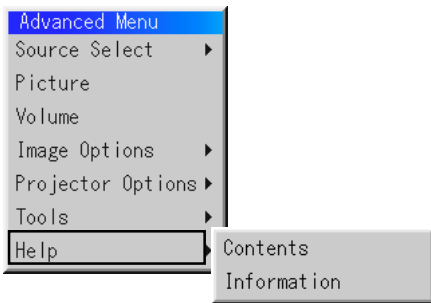 Advanced Menu
Source Select
Picture
Volume
Image Options
Projector Options
Tools
Help
Contents
Information